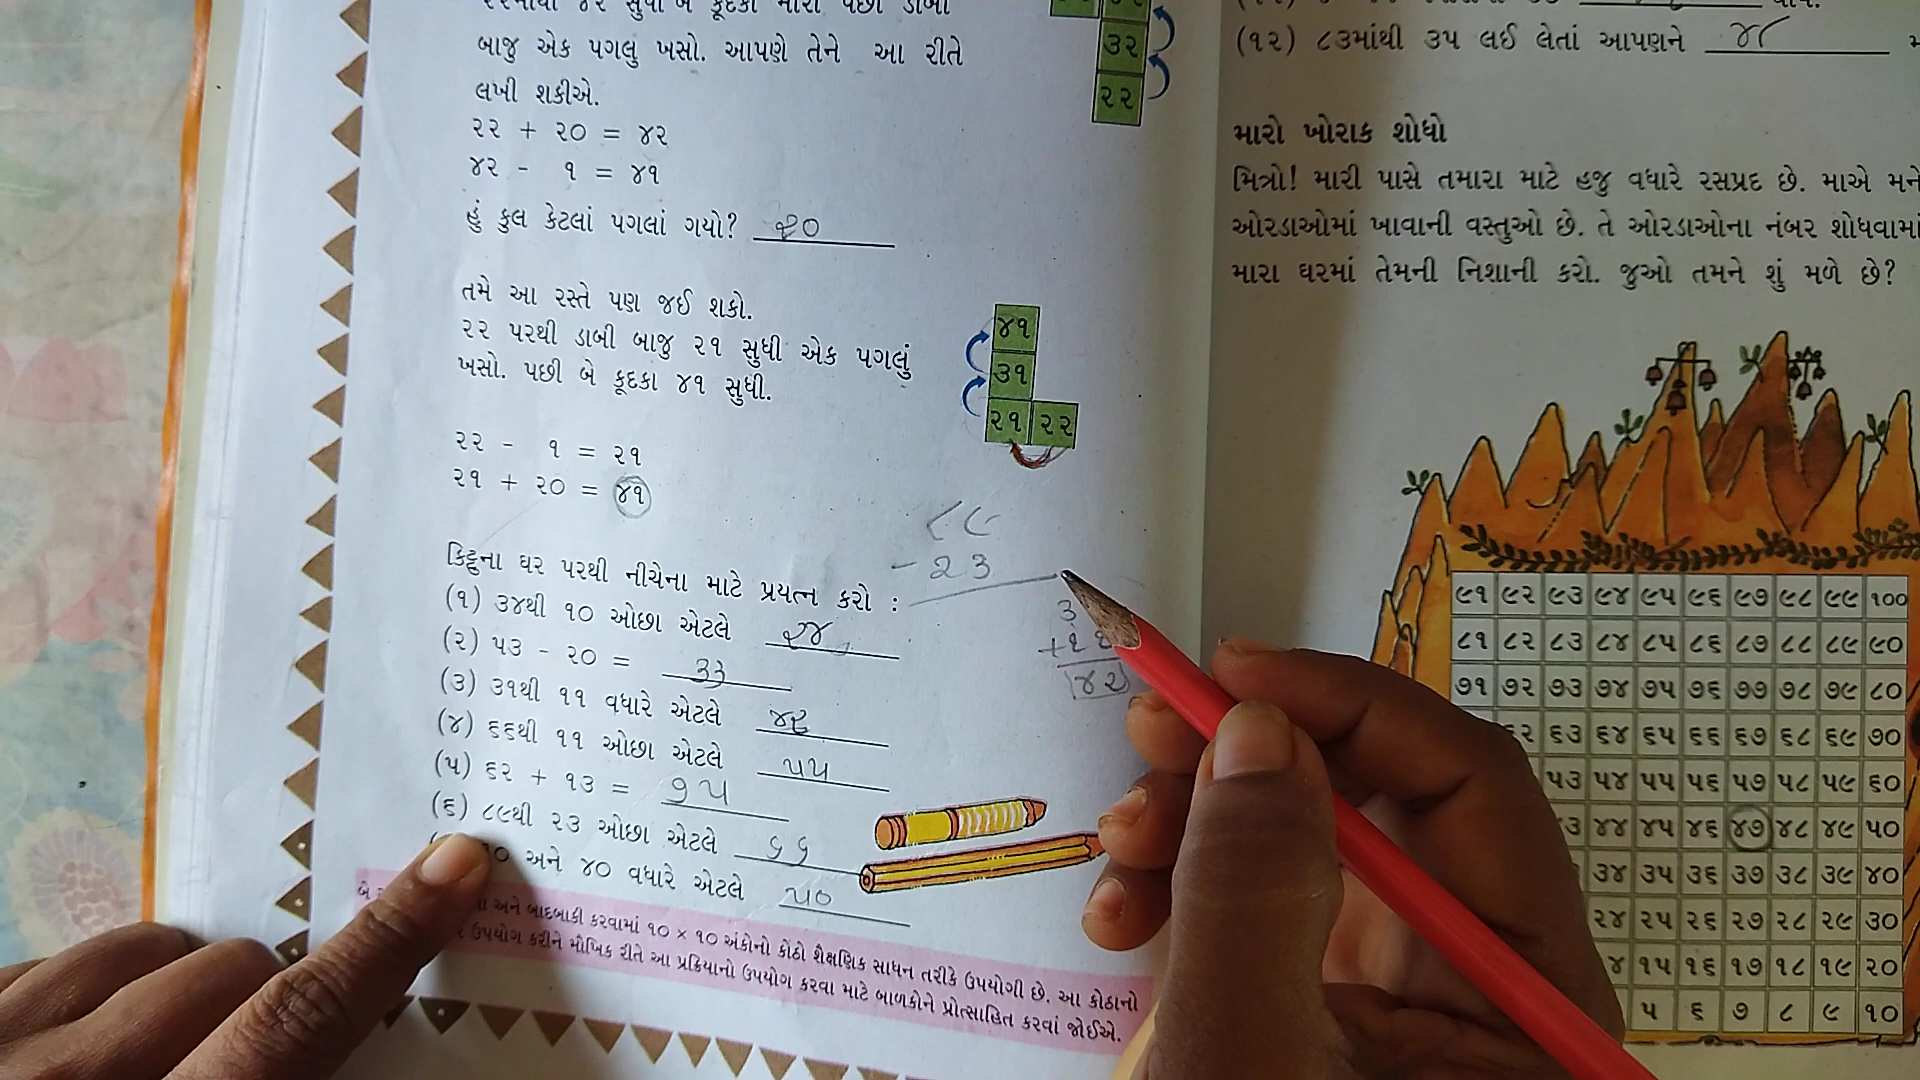 બાજુ એક પગલુ ખસો. આપણે તેને આ રીતે
લખી શકીએ.
૨૨ + ૨૦ = ૪૨
૪૨ - ૧ = ૪૧
હું કુલ કેટલાં પગલાં ગયો? ૨૦
૩૨
૨૨
તમે આ રસ્તે પણ જઈ શકો.
૨૨ પરથી ડાબી બાજુ ૨૧ સુધી એક પગલું
ખસો. પછી બે કૂદકા ૪૧ સુધી.
૪૧
૩૧
૨૧ ૨૨
૨૨ - ૧ = ૨૧
૨૧ + ૨૦ = ૪૧
૮૯
- ૨૩
૩
+ ૧૧
૪૨
કિટ્ટુના ઘર પરથી નીચેના માટે પ્રયત્ન કરો :
(૧) ૩૪થી ૧૦ ઓછા એટલે ૨૪
(૨) ૫૩ - ૨૦ = ૩૩
(૩) ૩૧થી ૧૧ વધારે એટલે ૪૨
(૪) ૬૬થી ૧૧ ઓછા એટલે ૫૫
(૫) ૬૨ + ૧૩ = ૭૫
(૬) ૮૯થી ૨૩ ઓછા એટલે ૬૬
અને ૪૦ વધારે એટલે ૫૦
અને બાદબાકી કરવામાં ૧૦ × ૧૦ અંકોનો કોઠો શૈક્ષણિક સાધન તરીકે ઉપયોગી છે. આ કોઠાનો
ઉપયોગ કરીને મૌખિક રીતે આ પ્રક્રિયાનો ઉપયોગ કરવા માટે બાળકોને પ્રોત્સાહિત કરવાં જોઈએ.
(૧૨) ૮૩માંથી ૩૫ લઈ લેતાં આપણને ૪૮
મારો ખોરાક શોધો
મિત્રો! મારી પાસે તમારા માટે હજુ વધારે રસપ્રદ છે. માએ મને
ઓરડાઓમાં ખાવાની વસ્તુઓ છે. તે ઓરડાઓના નંબર શોધવામાં
મારા ઘરમાં તેમની નિશાની કરો. જુઓ તમને શું મળે છે?
૯૧ ૯૨ ૯૩ ૯૪ ૯૫ ૯૬ ૯૭ ૯૮ ૯૯ ૧૦૦
૮૧ ૮૨ ૮૩ ૮૪ ૮૫ ૮૬ ૮૭ ૮૮ ૮૯ ૯૦
૭૧ ૭૨ ૭૩ ૭૪ ૭૫ ૭૬ ૭૭ ૭૮ ૭૯ ૮૦
૬૨ ૬૩ ૬૪ ૬૫ ૬૬ ૬૭ ૬૮ ૬૯ ૭૦
૫૩ ૫૪ ૫૫ ૫૬ ૫૭ ૫૮ ૫૯ ૬૦
૪૪ ૪૫ ૪૬ ૪૭ ૪૮ ૪૯ ૫૦
૩૪ ૩૫ ૩૬ ૩૭ ૩૮ ૩૯ ૪૦
૨૪ ૨૫ ૨૬ ૨૭ ૨૮ ૨૯ ૩૦
૧૫ ૧૬ ૧૭ ૧૮ ૧૯ ૨૦
૫ ૬ ૭ ૮ ૯ ૧૦